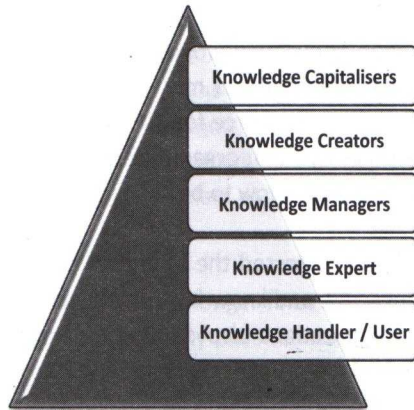 Knowledge Capitalisers
Knowledge Creators
Knowledge Managers
Knowledge Expert
Knowledge Handler / User